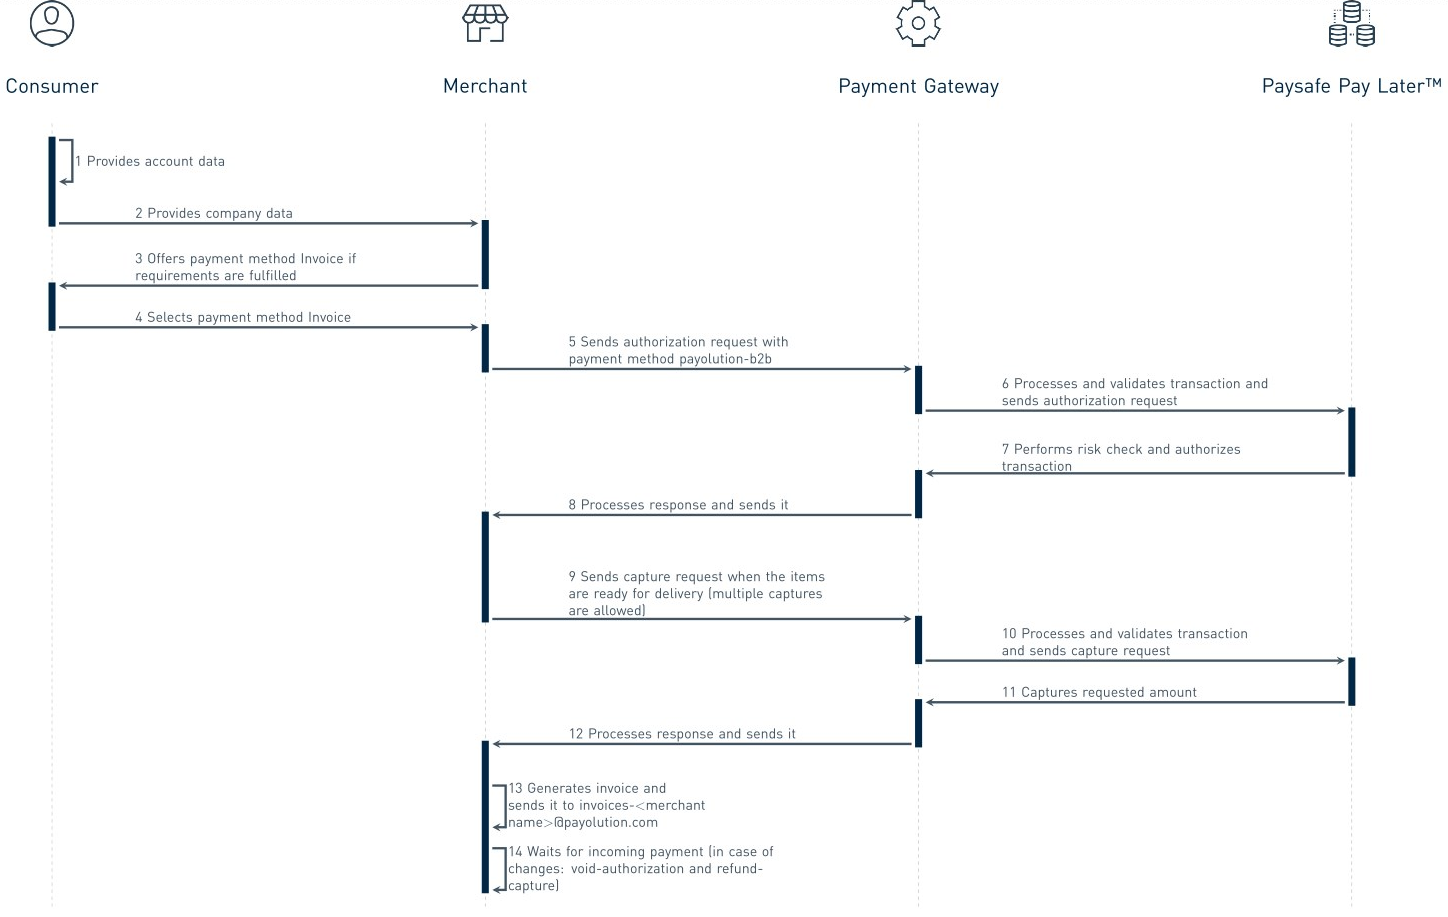 Consumer
Merchant
Payment Gateway
Paysafe Pay Later™
1 Provides account data
2 Provides company data
3 Offers payment method Invoice if
requirements are fulfilled
4 Selects payment method Invoice
5 Sends authorization request with
payment method payolution-b2b
6 Processes and validates transaction and
sends authorization request
7 Performs risk check and authorizes
transaction
8 Processes response and sends it
9 Sends capture request when the items
are ready for delivery (multiple captures
are allowed)
10 Processes and validates transaction
and sends capture request
11 Captures requested amount
12 Processes response and sends it
13 Generates invoice and
sends it to invoices-<merchant
name>@payolution.com
14 Waits for incoming payment (in case of
changes: void-authorization and refund-
capture)